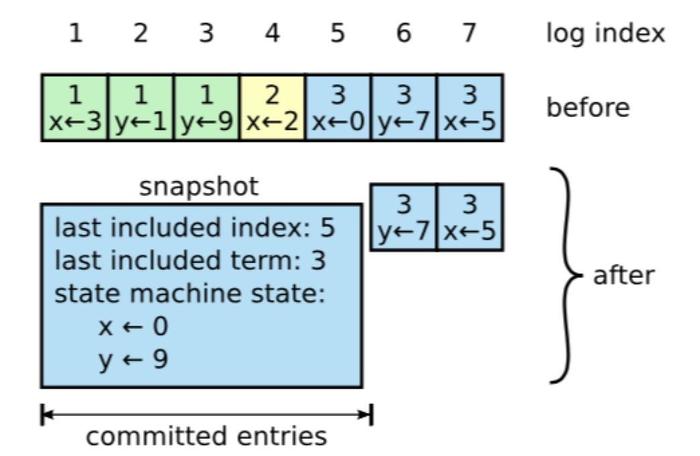 1 2 3 4 5 6 7 log index
1 1 1 2 3 3 3
x←3 y←1 y←9 x←2 x←0 y←7 x←5
before
snapshot
3 3
y←7 x←5
last included index: 5
last included term: 3
state machine state:
x ← 0
y ← 9
after
committed entries